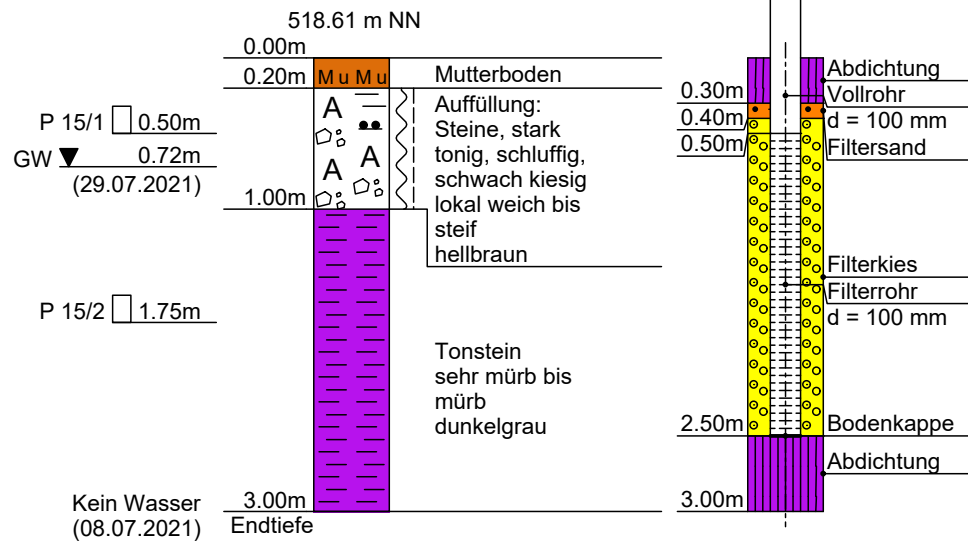 518.61 m NN
0.00m
0.20m
Mu Mu
Mutterboden
P 15/1 0.50m
GW 0.72m
(29.07.2021)
A
A
A
Auffüllung:
Steine, stark
tonig, schluffig,
schwach kiesig
lokal weich bis
steif
hellbraun
1.00m
P 15/2 1.75m
Tonstein
sehr mürb bis
mürb
dunkelgrau
Kein Wasser
(08.07.2021)
3.00m
Endtiefe
0.30m
0.40m
0.50m
2.50m
3.00m
Abdichtung
Vollrohr
d = 100 mm
Filtersand
Filterkies
Filterrohr
d = 100 mm
Bodenkappe
Abdichtung